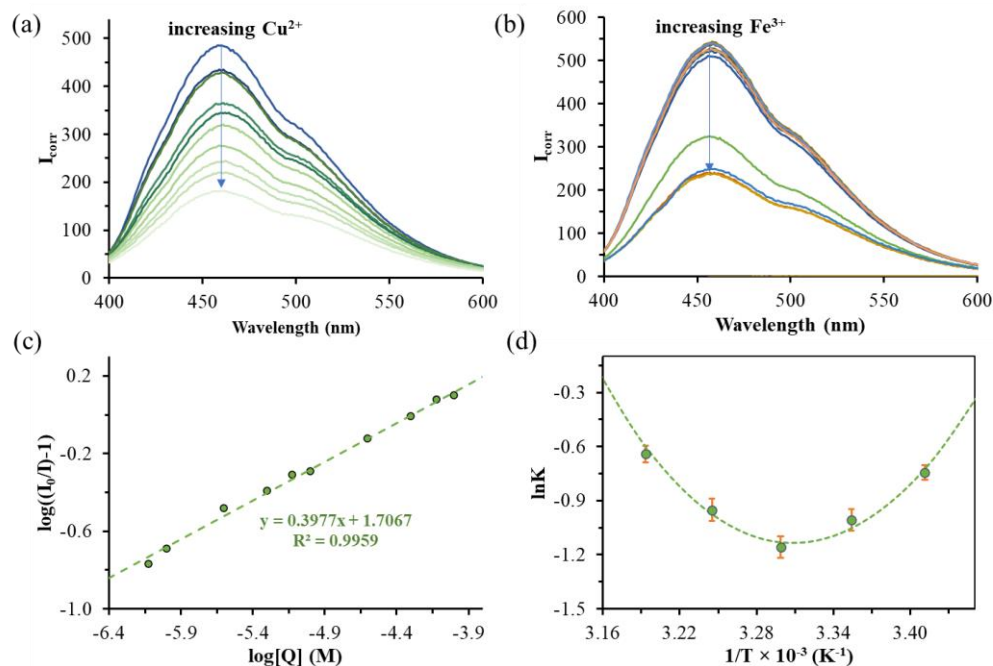 (a)
increasing Cu²⁺
500
400
300
200
100
0
I_corr
400
450
500
550
600
Wavelength (nm)
(b)
increasing Fe³⁺
600
500
400
300
200
100
0
I_corr
400
450
500
550
600
Wavelength (nm)
(c)
0.2
-0.2
-0.6
-1.0
log((I₀/I)-1)
y = 0.3977x + 1.7067
R² = 0.9959
-6.4
-5.9
-5.4
-4.9
-4.4
-3.9
log[Q] (M)
(d)
-0.3
-0.6
-0.9
-1.2
-1.5
lnK
3.16
3.22
3.28
3.34
3.40
1/T × 10⁻³ (K⁻¹)